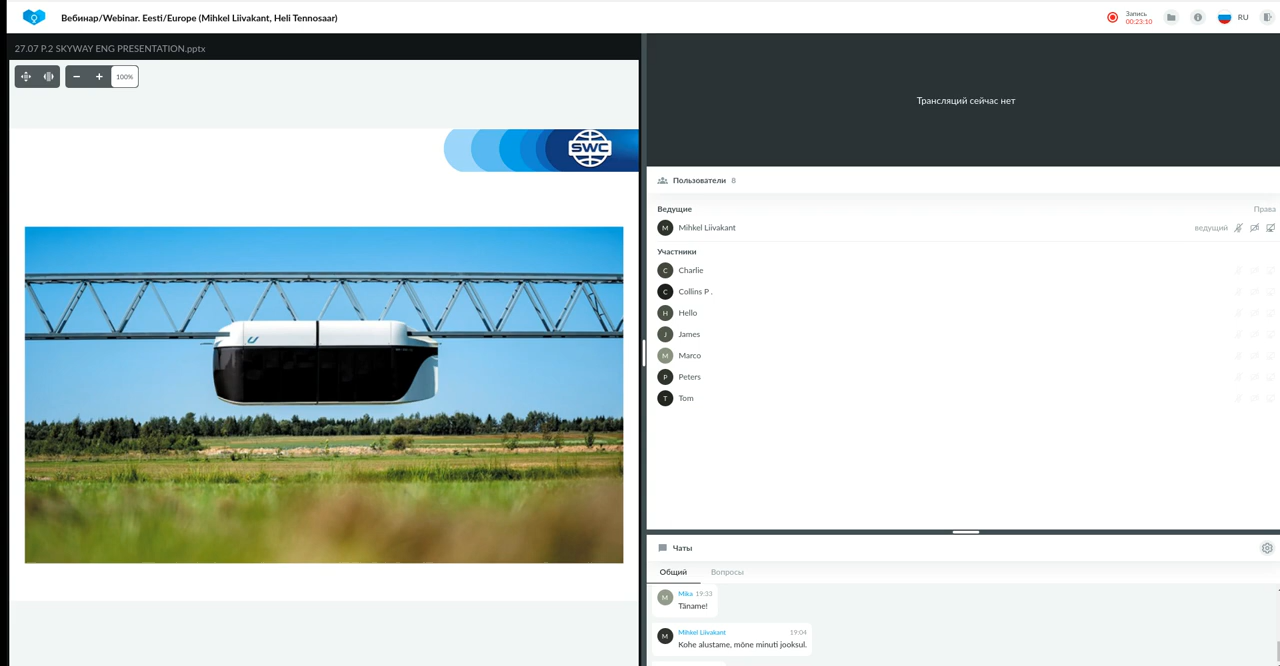 Вебинар/Webinar. Eesti/Europe (Mihkel Liivakant, Heli Tennosaar)
Запись
00:23:10
RU
27.07 P.2 SKYWAY ENG PRESENTATION.pptx
100%
SWC
Трансляций сейчас нет
Пользователи 8
Ведущие Права
M Mihkel Liivakant ведущий
Участники
C Charlie
C Collins P .
H Hello
J James
M Marco
P Peters
T Tom
Чаты
Общий Вопросы
M Mika 19:33
Täname!
M Mihkel Liivakant 19:04
Kohe alustame, mõne minuti jooksul.